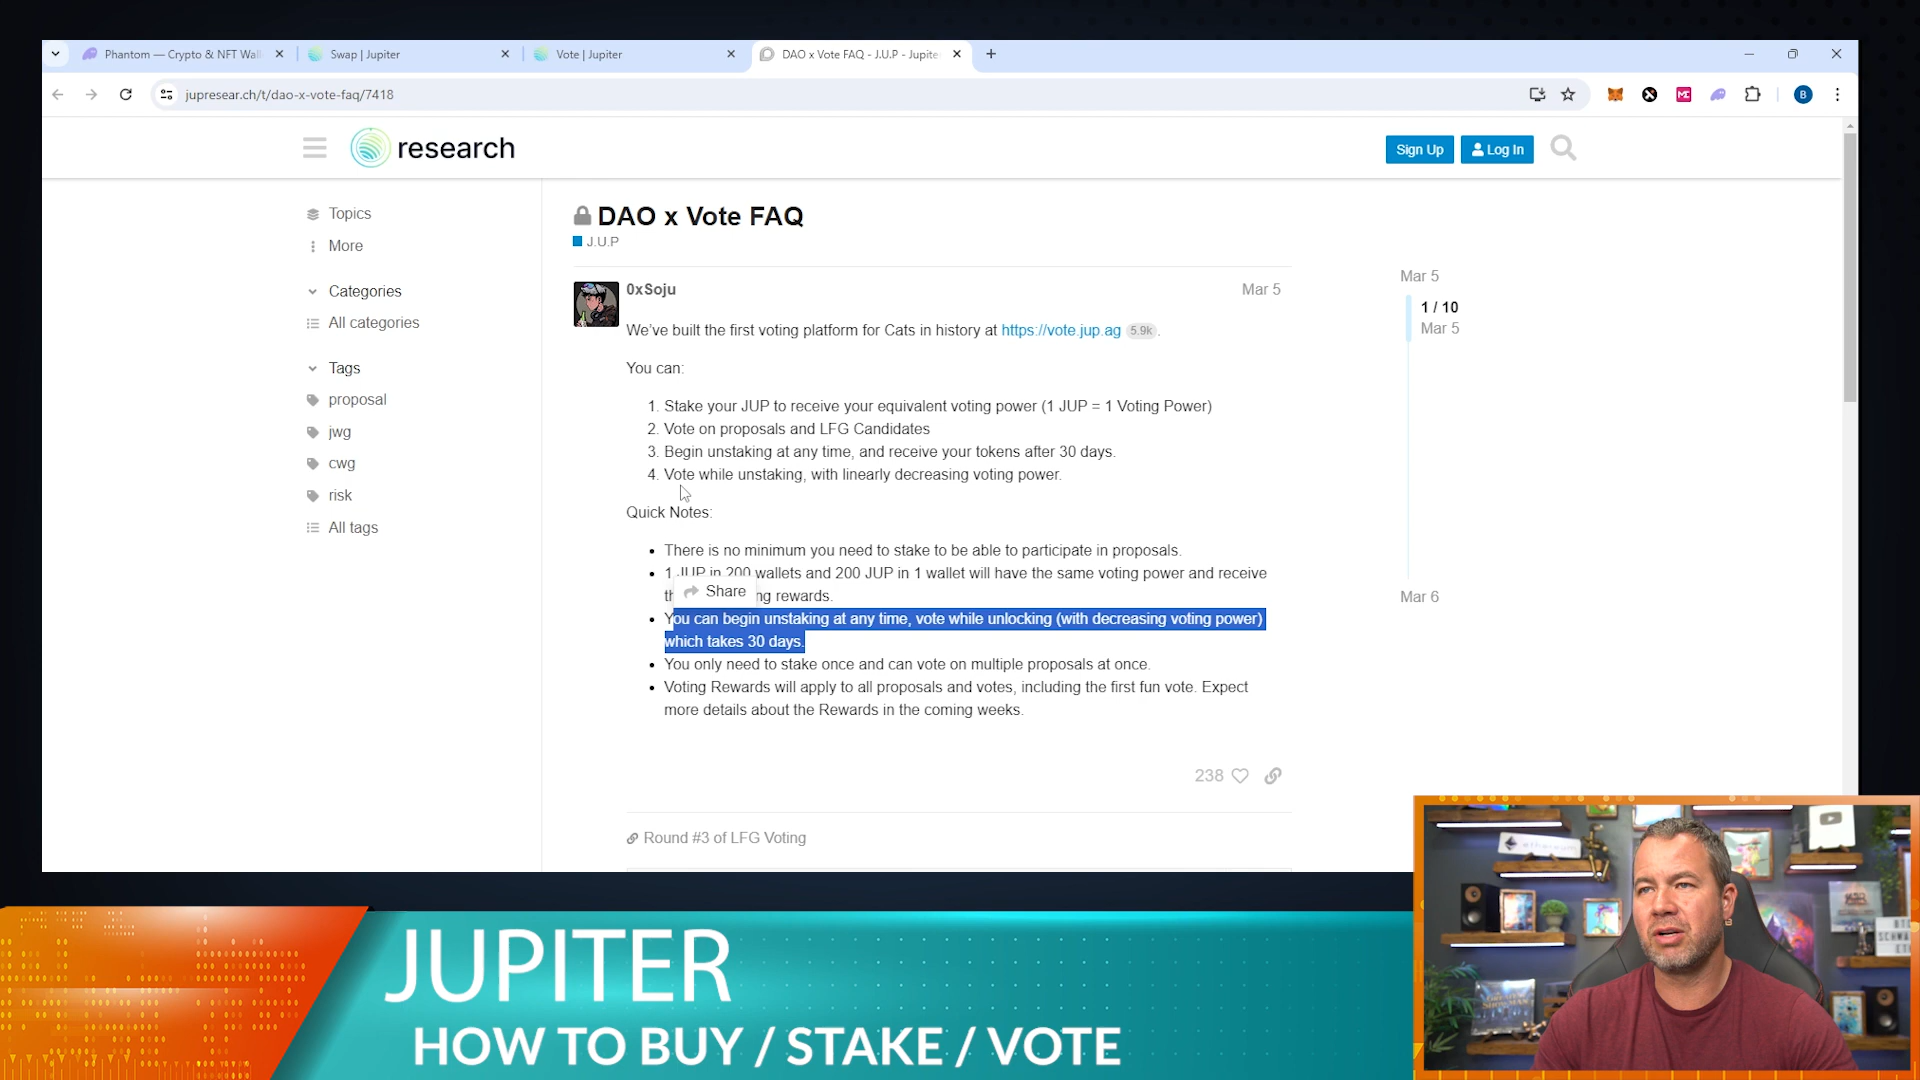 Phantom — Crypto & NFT Wall
Swap | Jupiter
Vote | Jupiter
DAO x Vote FAQ - J.U.P - Jupite
jupresear.ch/t/dao-x-vote-faq/7418
B
research
Sign Up
Log In
Topics
More
Categories
All categories
Tags
proposal
jwg
cwg
risk
All tags
DAO x Vote FAQ
J.U.P
0xSoju
Mar 5
We've built the first voting platform for Cats in history at https://vote.jup.ag 5.9k .
You can:
1. Stake your JUP to receive your equivalent voting power (1 JUP = 1 Voting Power)
2. Vote on proposals and LFG Candidates
3. Begin unstaking at any time, and receive your tokens after 30 days.
4. Vote while unstaking, with linearly decreasing voting power.
Quick Notes:
• There is no minimum you need to stake to be able to participate in proposals.
• 1 JUP in 200 wallets and 200 JUP in 1 wallet will have the same voting power and receive
Share
ng rewards.
• You can begin unstaking at any time, vote while unlocking (with decreasing voting power)
which takes 30 days.
• You only need to stake once and can vote on multiple proposals at once.
• Voting Rewards will apply to all proposals and votes, including the first fun vote. Expect
more details about the Rewards in the coming weeks.
238
Round #3 of LFG Voting
Mar 5
1 / 10
Mar 5
Mar 6
ethereum
JUPITER
HOW TO BUY / STAKE / VOTE